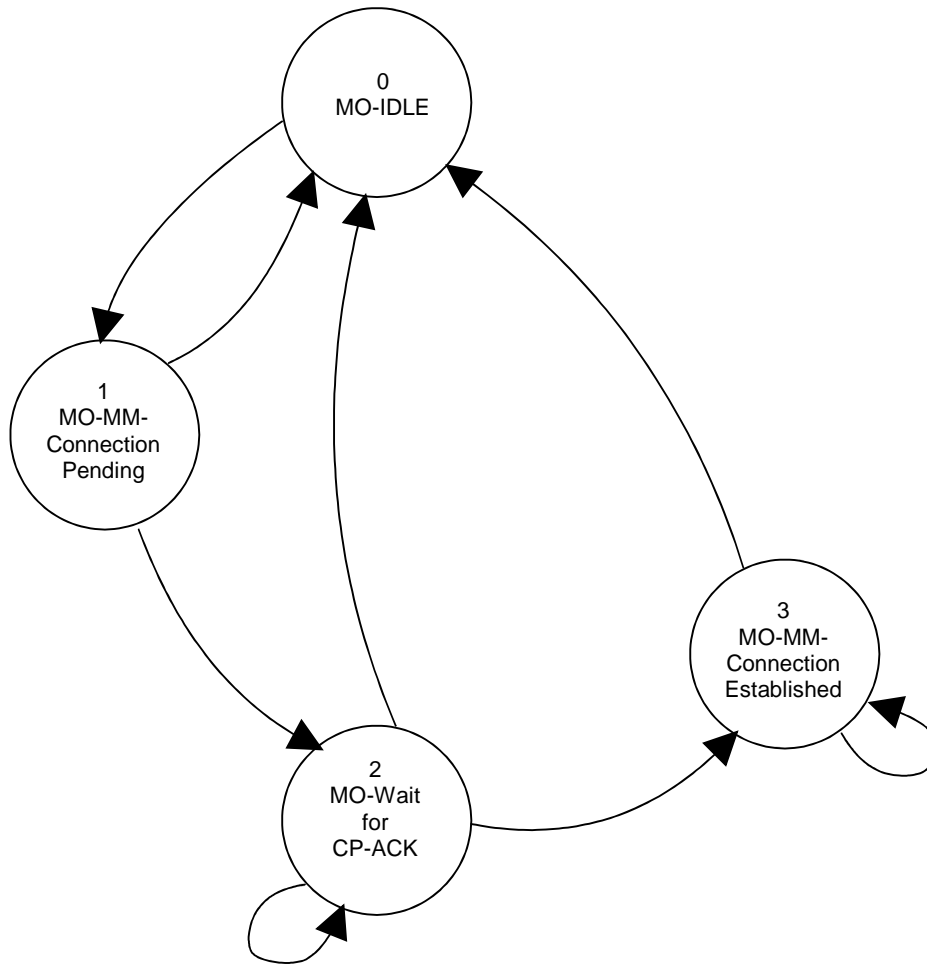 0
MO-IDLE
1
MO-MM-
Connection
Pending
3
MO-MM-
Connection
Established
2
MO-Wait
for
CP-ACK